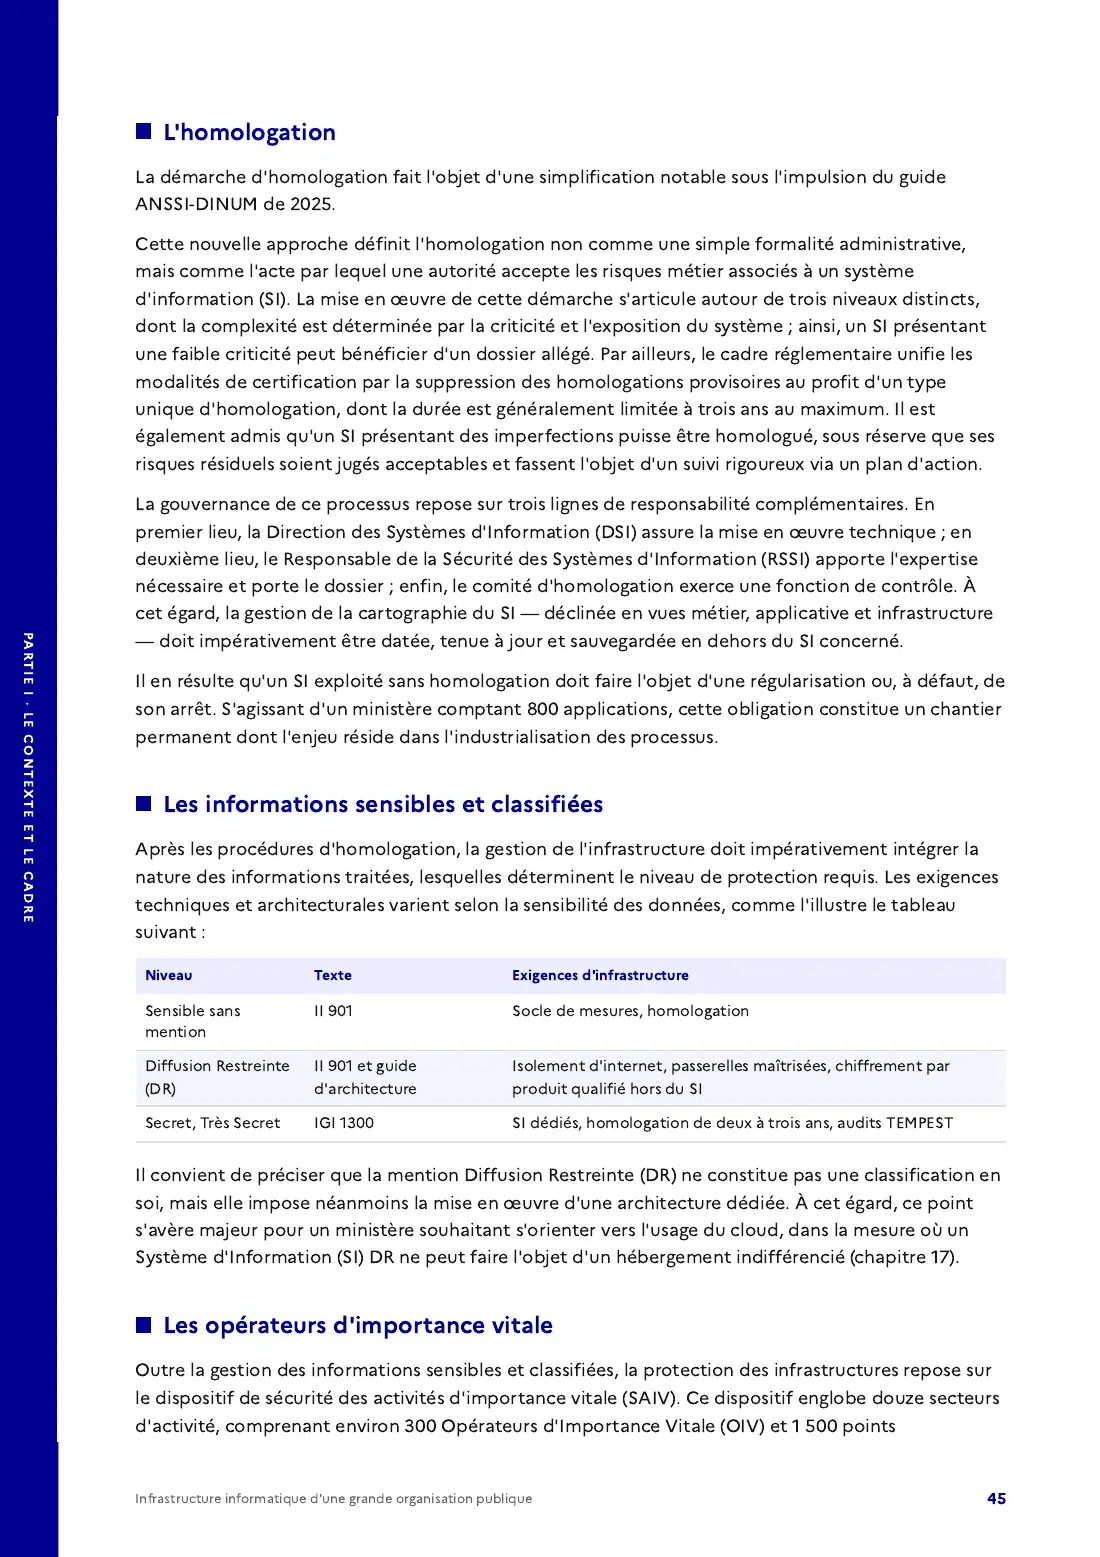 L'homologation
La démarche d'homologation fait l'objet d'une simplification notable sous l'impulsion du guide
ANSSI-DINUM de 2025.
Cette nouvelle approche définit l'homologation non comme une simple formalité administrative,
mais comme l'acte par lequel une autorité accepte les risques métier associés à un système
d'information (SI). La mise en œuvre de cette démarche s'articule autour de trois niveaux distincts,
dont la complexité est déterminée par la criticité et l'exposition du système ; ainsi, un SI présentant
une faible criticité peut bénéficier d'un dossier allégé. Par ailleurs, le cadre réglementaire unifie les
modalités de certification par la suppression des homologations provisoires au profit d'un type
unique d'homologation, dont la durée est généralement limitée à trois ans au maximum. Il est
également admis qu'un SI présentant des imperfections puisse être homologué, sous réserve que ses
risques résiduels soient jugés acceptables et fassent l'objet d'un suivi rigoureux via un plan d'action.
La gouvernance de ce processus repose sur trois lignes de responsabilité complémentaires. En
premier lieu, la Direction des Systèmes d'Information (DSI) assure la mise en œuvre technique ; en
deuxième lieu, le Responsable de la Sécurité des Systèmes d'Information (RSSI) apporte l'expertise
nécessaire et porte le dossier ; enfin, le comité d'homologation exerce une fonction de contrôle. À
cet égard, la gestion de la cartographie du SI — déclinée en vues métier, applicative et infrastructure
— doit impérativement être datée, tenue à jour et sauvegardée en dehors du SI concerné.
Il en résulte qu'un SI exploité sans homologation doit faire l'objet d'une régularisation ou, à défaut, de
son arrêt. S'agissant d'un ministère comptant 800 applications, cette obligation constitue un chantier
permanent dont l'enjeu réside dans l'industrialisation des processus.
Les informations sensibles et classifiées
Après les procédures d'homologation, la gestion de l'infrastructure doit impérativement intégrer la
nature des informations traitées, lesquelles déterminent le niveau de protection requis. Les exigences
techniques et architecturales varient selon la sensibilité des données, comme l'illustre le tableau
suivant :
Niveau Texte Exigences d'infrastructure
Sensible sans II 901 Socle de mesures, homologation
mention
Diffusion Restreinte II 901 et guide Isolement d'internet, passerelles maîtrisées, chiffrement par
(DR) d'architecture produit qualifié hors du SI
Secret, Très Secret IGI 1300 SI dédiés, homologation de deux à trois ans, audits TEMPEST
Il convient de préciser que la mention Diffusion Restreinte (DR) ne constitue pas une classification en
soi, mais elle impose néanmoins la mise en œuvre d'une architecture dédiée. À cet égard, ce point
s'avère majeur pour un ministère souhaitant s'orienter vers l'usage du cloud, dans la mesure où un
Système d'Information (SI) DR ne peut faire l'objet d'un hébergement indifférencié (chapitre 17).
Les opérateurs d'importance vitale
Outre la gestion des informations sensibles et classifiées, la protection des infrastructures repose sur
le dispositif de sécurité des activités d'importance vitale (SAIV). Ce dispositif englobe douze secteurs
d'activité, comprenant environ 300 Opérateurs d'Importance Vitale (OIV) et 1 500 points
Infrastructure informatique d'une grande organisation publique 45
PARTIE I · LE CONTEXTE ET LE CADRE